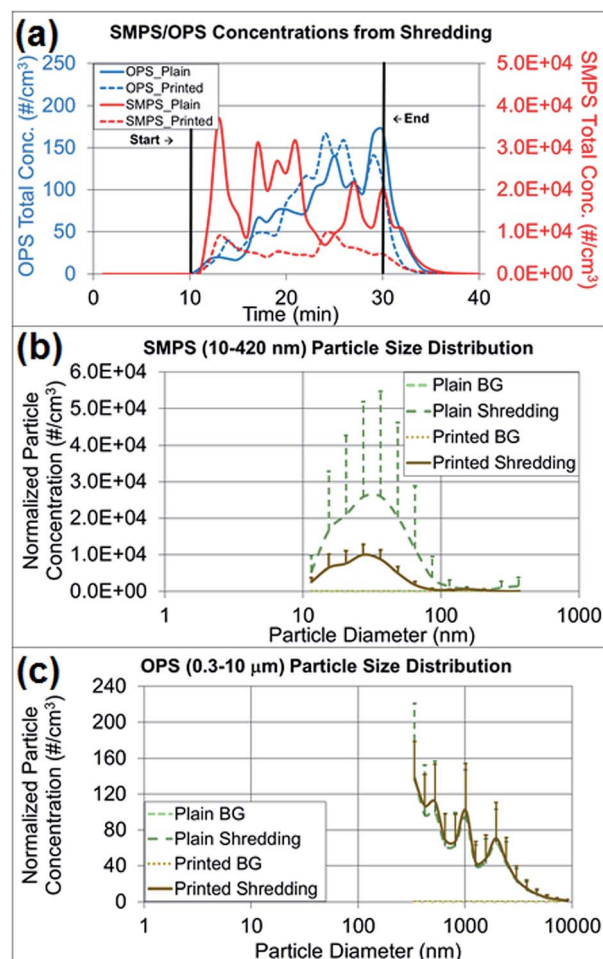 (a)
SMPS/OPS Concentrations from Shredding
OPS Total Conc. (#/cm³)
250
200
150
100
50
0
OPS_Plain
OPS_Printed
SMPS_Plain
SMPS_Printed
Start →
←End
5.0E+04
4.0E+04
3.0E+04
2.0E+04
1.0E+04
0.0E+00
SMPS Total Conc. (#/cm³)
0 10 20 30 40
Time (min)
(b)
SMPS (10-420 nm) Particle Size Distribution
Normalized Particle
Concentration (#/cm³)
6.0E+04
5.0E+04
4.0E+04
3.0E+04
2.0E+04
1.0E+04
0.0E+00
Plain BG
Plain Shredding
Printed BG
Printed Shredding
1 10 100 1000
Particle Diameter (nm)
(c)
OPS (0.3-10 μm) Particle Size Distribution
Normalized Particle
Concentration (#/cm³)
240
200
160
120
80
40
0
Plain BG
Plain Shredding
Printed BG
Printed Shredding
1 10 100 1000 10000
Particle Diameter (nm)